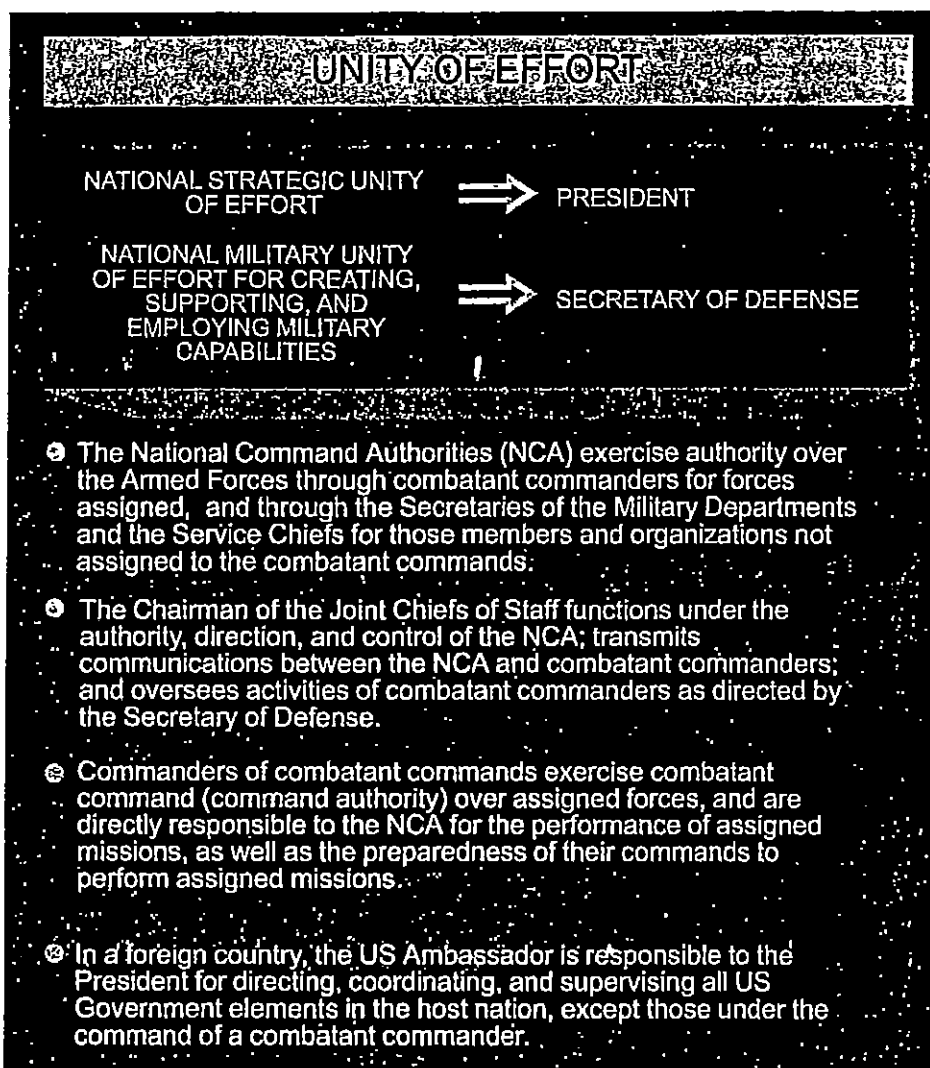 UNITY OF EFFORT
NATIONAL STRATEGIC UNITY
OF EFFORT
PRESIDENT
NATIONAL MILITARY UNITY
OF EFFORT FOR CREATING,
SUPPORTING, AND
EMPLOYING MILITARY
CAPABILITIES
SECRETARY OF DEFENSE
The National Command Authorities (NCA) exercise authority over
the Armed Forces through combatant commanders for forces
assigned, and through the Secretaries of the Military Departments
and the Service Chiefs for those members and organizations not
assigned to the combatant commands.
The Chairman of the Joint Chiefs of Staff functions under the
authority, direction, and control of the NCA; transmits
communications between the NCA and combatant commanders;
and oversees activities of combatant commanders as directed by
the Secretary of Defense.
Commanders of combatant commands exercise combatant
command (command authority) over assigned forces, and are
directly responsible to the NCA for the performance of assigned
missions, as well as the preparedness of their commands to
perform assigned missions.
In a foreign country, the US Ambassador is responsible to the
President for directing, coordinating, and supervising all US
Government elements in the host nation, except those under the
command of a combatant commander.